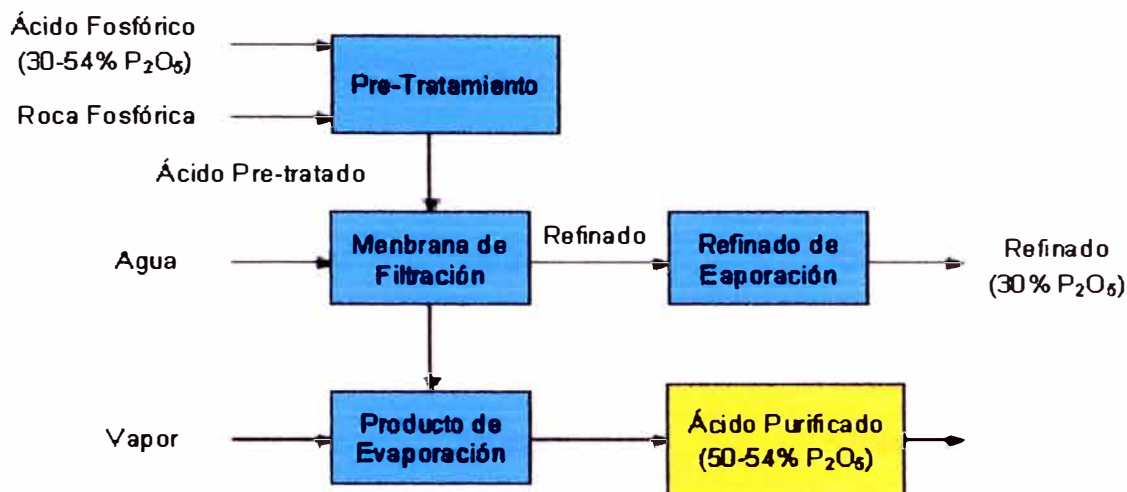 Ácido Fosfórico
(30-54% P₂O₅)
Pre-Tratamiento
Roca Fosfórica
Ácido Pre-tratado
Agua
Menbrana de
Filtración
Refinado
Refinado de
Eaporación
Refinado
(30% P₂O₅)
Vapor
Producto de
Evaporación
Ácido Purificado
(50-54% P₂O₅)